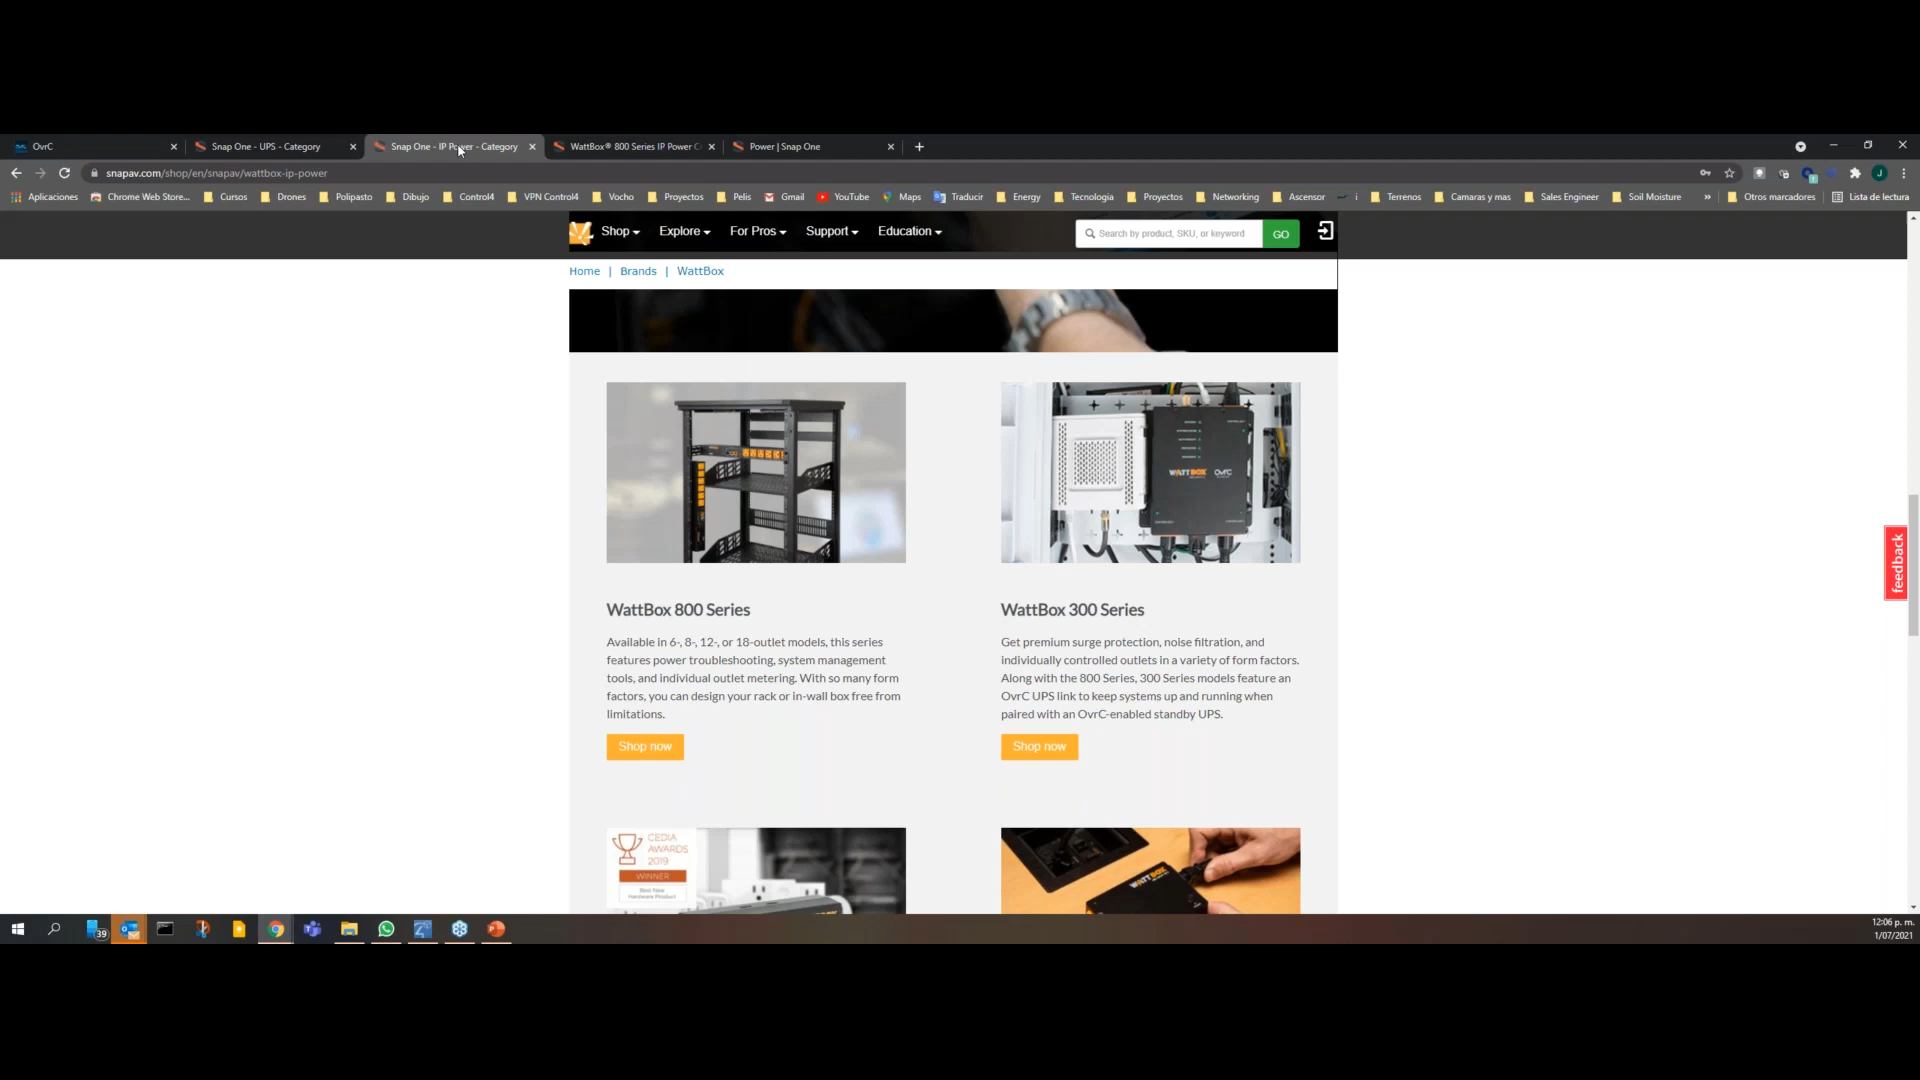 OvrC
Snap One - UPS - Category
Snap One - IP Power - Category
WattBox® 800 Series IP Power C
Power | Snap One
snapav.com/shop/en/snapav/wattbox-ip-power
Aplicaciones Chrome Web Store... Cursos Drones Polipasto Dibujo Control4 VPN Control4 Vocho Proyectos Pelis Gmail YouTube Maps Traducir Energy Tecnologia Proyectos Networking Ascensor i Terrenos Camaras y mas Sales Engineer Soil Moisture » Otros marcadores Lista de lectura
Shop Explore For Pros Support Education Search by product, SKU, or keyword GO
Home | Brands | WattBox
WATTBOX OvrC
WattBox 800 Series
Available in 6-, 8-, 12-, or 18-outlet models, this series
features power troubleshooting, system management
tools, and individual outlet metering. With so many form
factors, you can design your rack or in-wall box free from
limitations.
Shop now
WattBox 300 Series
Get premium surge protection, noise filtration, and
individually controlled outlets in a variety of form factors.
Along with the 800 Series, 300 Series models feature an
OvrC UPS link to keep systems up and running when
paired with an OvrC-enabled standby UPS.
Shop now
CEDIA
AWARDS
2019
WINNER
Best New
Hardware Product
WATTBOX
feedback
39
12:06 p. m.
1/07/2021